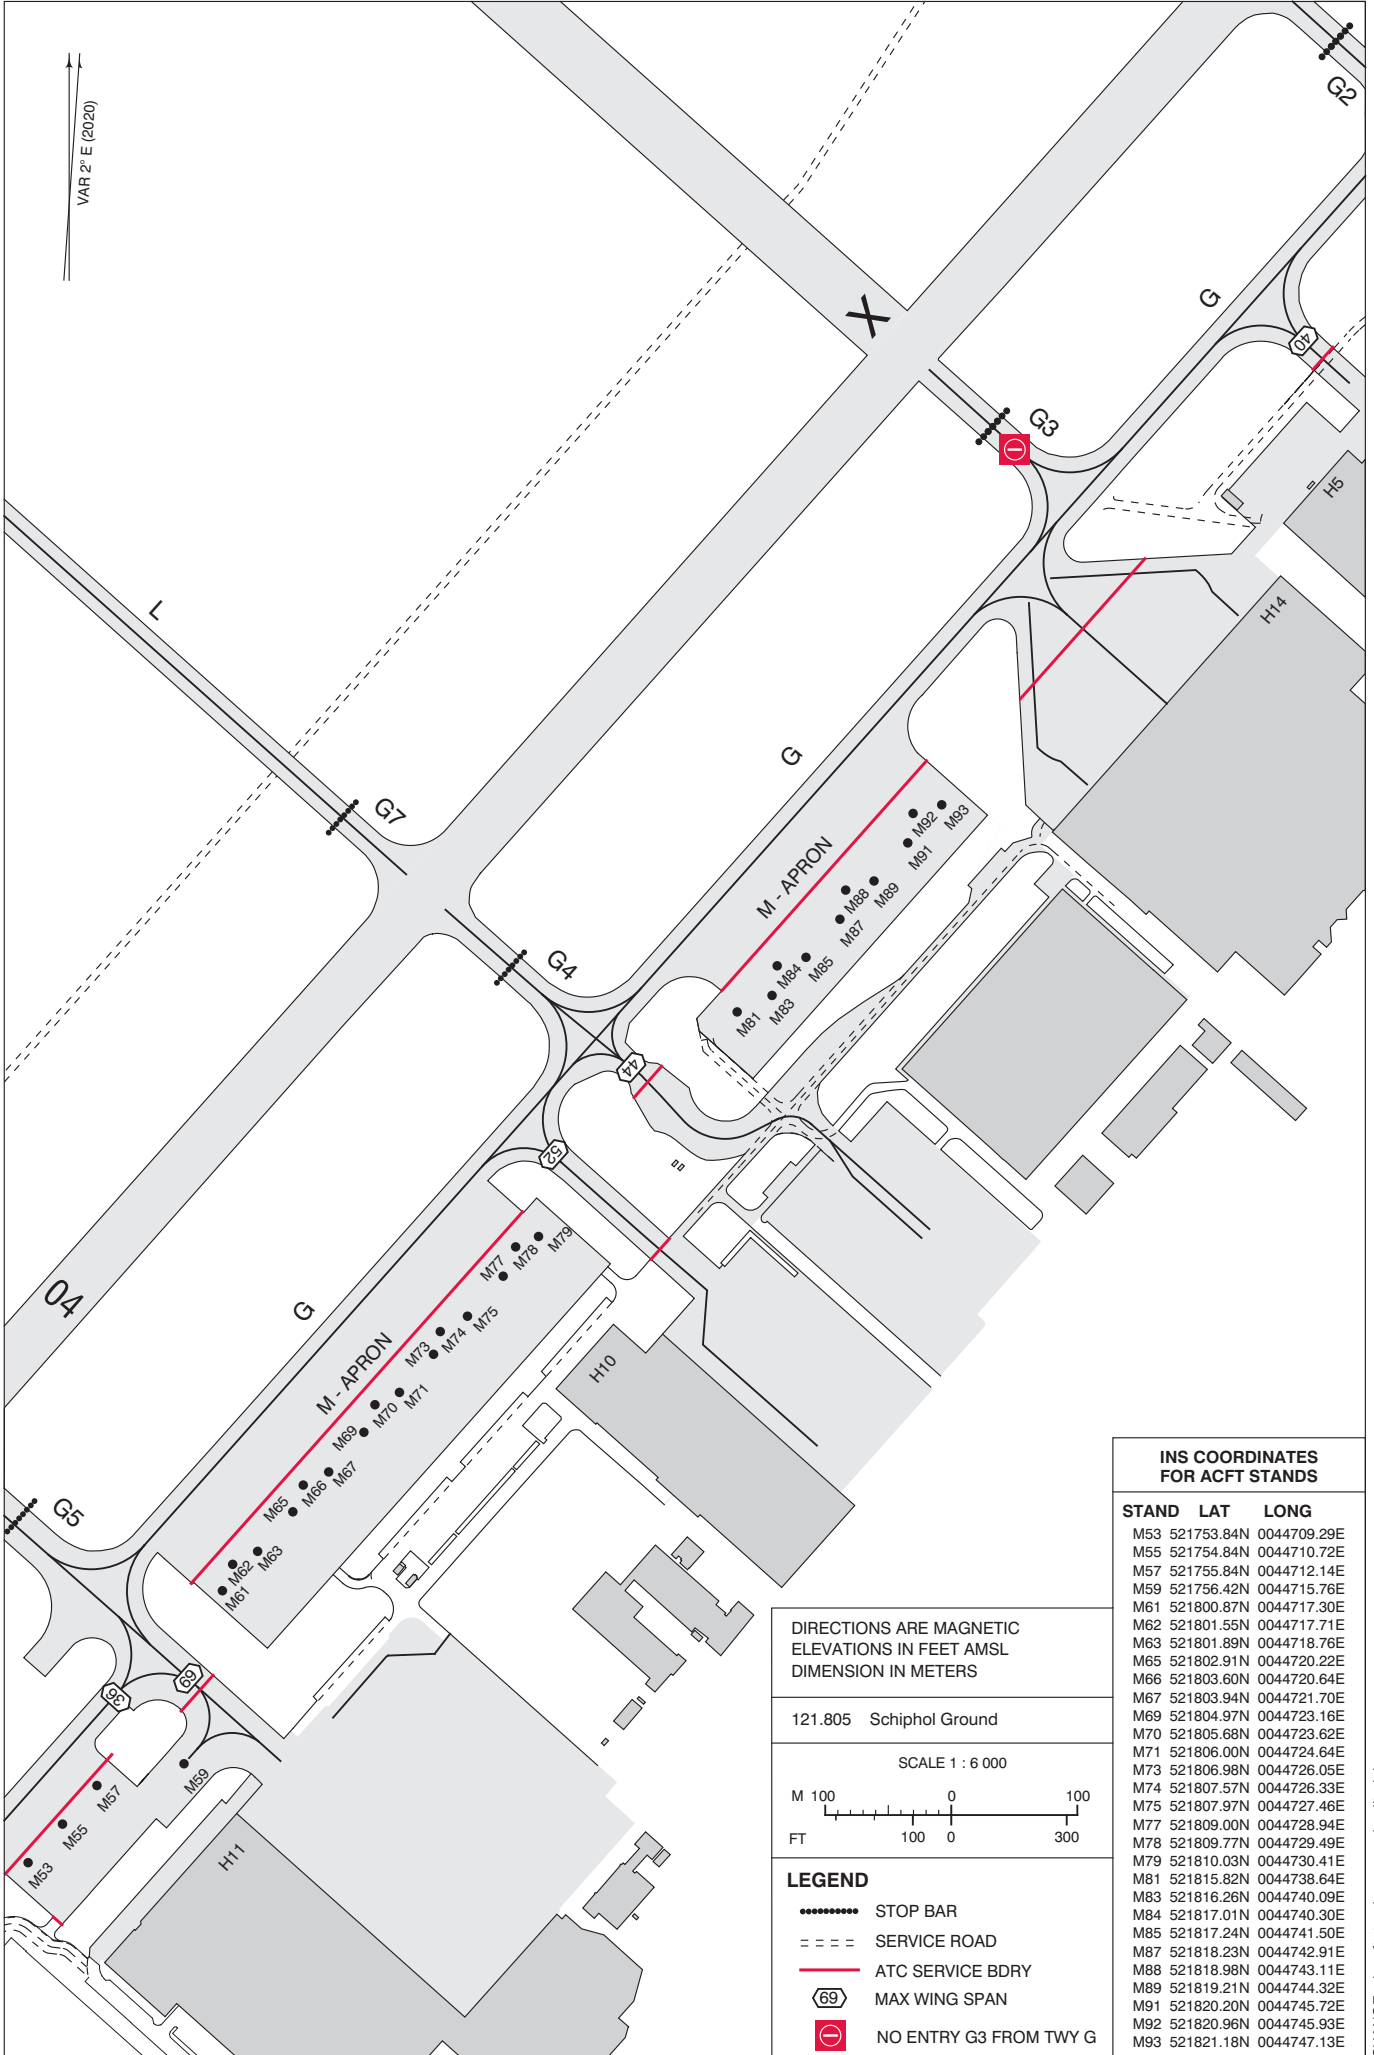 VAR 2° E (2020)
G2
X
G
40
G3
H5
L
H14
G7
G
M - APRON
M92
M93
M91
M88
M89
M87
M84
M85
M83
M81
G4
44
52
04
G
M - APRON
M79
M78
M77
M75
M74
M73
M71
M70
M69
M67
M66
M65
M63
M62
M61
H10
G5
69
36
M59
M57
M55
M53
H11
INS COORDINATES
FOR ACFT STANDS
STAND LAT LONG
M53 521753.84N 0044709.29E
M55 521754.84N 0044710.72E
M57 521755.84N 0044712.14E
M59 521756.42N 0044715.76E
M61 521800.87N 0044717.30E
M62 521801.55N 0044717.71E
M63 521801.89N 0044718.76E
M65 521802.91N 0044720.22E
M66 521803.60N 0044720.64E
M67 521803.94N 0044721.70E
M69 521804.97N 0044723.16E
M70 521805.68N 0044723.62E
M71 521806.00N 0044724.64E
M73 521806.98N 0044726.05E
M74 521807.57N 0044726.33E
M75 521807.97N 0044727.46E
M77 521809.00N 0044728.94E
M78 521809.77N 0044729.49E
M79 521810.03N 0044730.41E
M81 521815.82N 0044738.64E
M83 521816.26N 0044740.09E
M84 521817.01N 0044740.30E
M85 521817.24N 0044741.50E
M87 521818.23N 0044742.91E
M88 521818.98N 0044743.11E
M89 521819.21N 0044744.32E
M91 521820.20N 0044745.72E
M92 521820.96N 0044745.93E
M93 521821.18N 0044747.13E
DIRECTIONS ARE MAGNETIC
ELEVATIONS IN FEET AMSL
DIMENSION IN METERS
121.805 Schiphol Ground
SCALE 1 : 6 000
M 100 0 100
FT 100 0 300
LEGEND
STOP BAR
SERVICE ROAD
ATC SERVICE BDRY
69 MAX WING SPAN
NO ENTRY G3 FROM TWY G